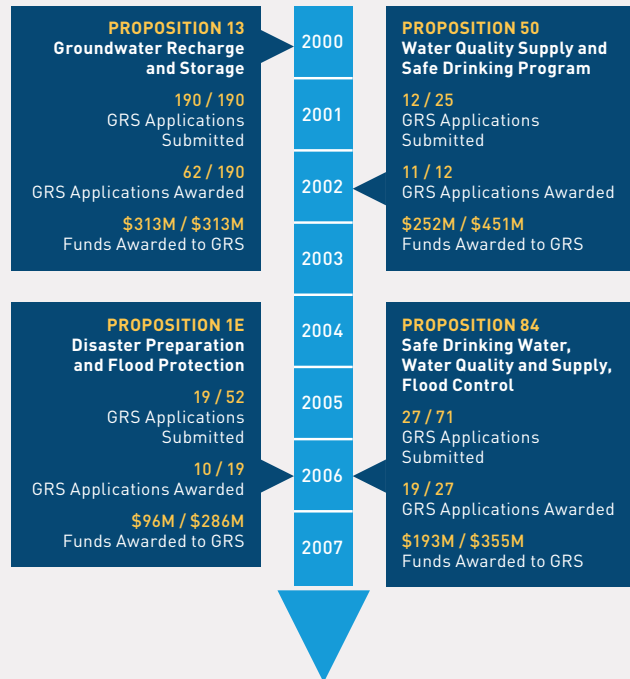 PROPOSITION 13
Groundwater Recharge
and Storage
190 / 190
GRS Applications
Submitted
62 / 190
GRS Applications Awarded
$313M / $313M
Funds Awarded to GRS
2000
2001
2002
2003
2004
2005
2006
2007
PROPOSITION 50
Water Quality Supply and
Safe Drinking Program
12 / 25
GRS Applications
Submitted
11 / 12
GRS Applications Awarded
$252M / $451M
Funds Awarded to GRS
PROPOSITION 1E
Disaster Preparation
and Flood Protection
19 / 52
GRS Applications
Submitted
10 / 19
GRS Applications Awarded
$96M / $286M
Funds Awarded to GRS
PROPOSITION 84
Safe Drinking Water,
Water Quality and Supply,
Flood Control
27 / 71
GRS Applications
Submitted
19 / 27
GRS Applications Awarded
$193M / $355M
Funds Awarded to GRS